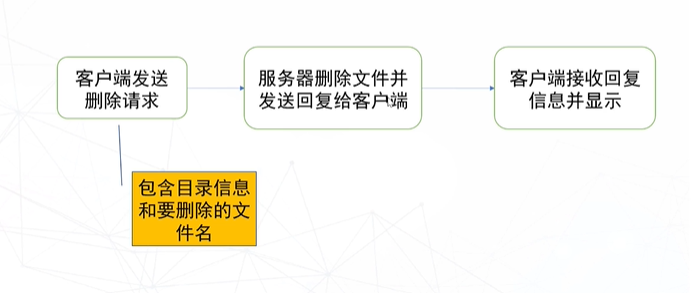 客户端发送
删除请求
服务器删除文件并
发送回复给客户端
客户端接收回复
信息并显示
包含目录信息
和要删除的文
件名